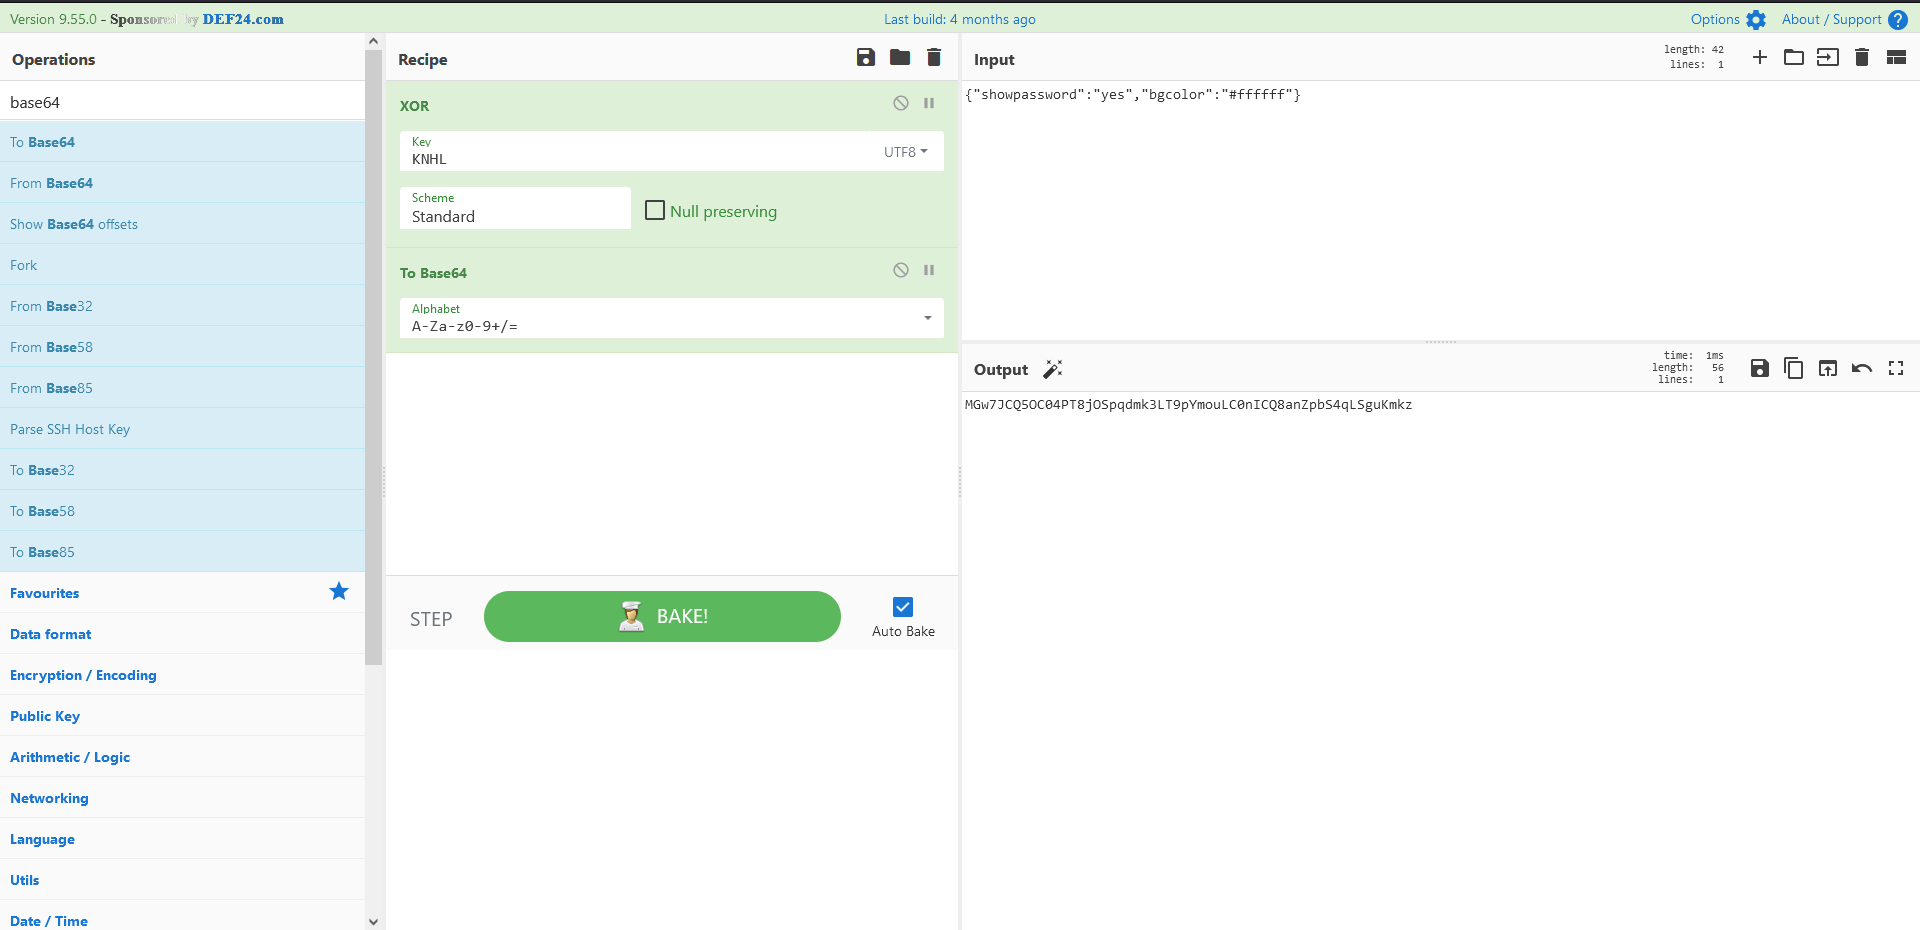 Version 9.55.0 - Sponsored by DEF24.com
Last build: 4 months ago
Options
About / Support
Operations
base64
To Base64
From Base64
Show Base64 offsets
Fork
From Base32
From Base58
From Base85
Parse SSH Host Key
To Base32
To Base58
To Base85
Favourites
Data format
Encryption / Encoding
Public Key
Arithmetic / Logic
Networking
Language
Utils
Date / Time
Recipe
XOR
Key
KNHL
UTF8
Scheme
Standard
Null preserving
To Base64
Alphabet
A-Za-z0-9+/=
STEP
BAKE!
Auto Bake
Input
length: 42
lines: 1
{"showpassword":"yes","bgcolor":"#ffffff"}
Output
time: 1ms
length: 56
lines: 1
MGw7JCQ5OC04PT8jOSpqdmk3LT9pYmouLC0nICQ8anZpbS4qLSguKmkz